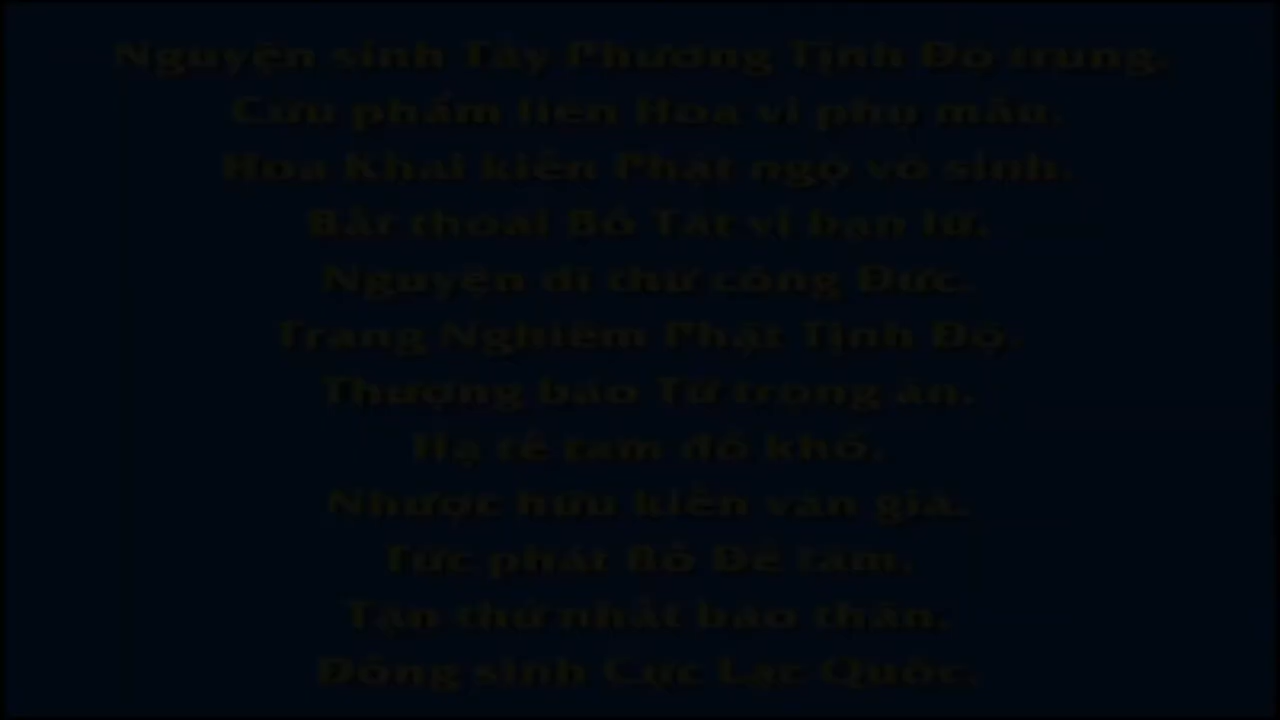 Nguyện sinh Tây Phương Tịnh Độ trung,
Cửu phẩm liên Hoa vi phụ mẫu.
Hoa Khai kiến Phật ngộ vô sinh.
Bất thoái Bồ Tát vi bạn lữ.
Nguyện dĩ thử công Đức.
Trang Nghiêm Phật Tịnh Độ.
Thượng báo Tứ trọng ân.
Hạ tế tam đồ khổ.
Nhược hữu kiến văn giả.
Tức phát Bồ Đề tâm.
Tận thử nhất báo thân.
Đồng sinh Cực Lạc Quốc.